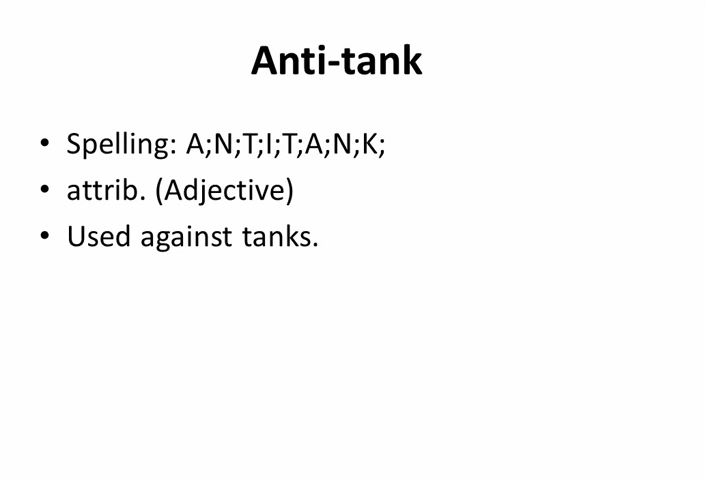 Anti-tank
• Spelling: A;N;T;I;T;A;N;K;
• attrib. (Adjective)
• Used against tanks.